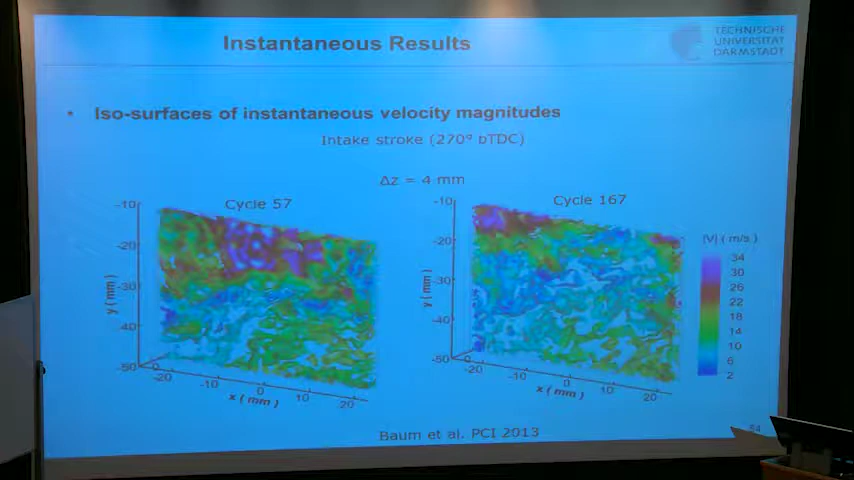 Instantaneous Results
TECHNISCHE
UNIVERSITÄT
DARMSTADT
• Iso-surfaces of instantaneous velocity magnitudes
Intake stroke (270° bTDC)
Δz = 4 mm
Cycle 57
Cycle 167
-10
-20
-30
-40
-50
y (mm)
0
-20
-10
0
10
20
x (mm)
-10
-20
-30
-40
-50
y (mm)
0
-20
-10
0
10
20
x (mm)
|V| (m/s)
34
30
26
22
18
14
10
6
2
Baum et al. PCI 2013
54